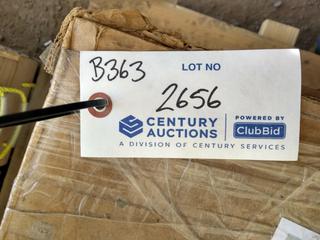 B363 LOT NO
2656
CENTURY AUCTIONS
POWERED BY
ClubBid
A DIVISION OF CENTURY SERVICES